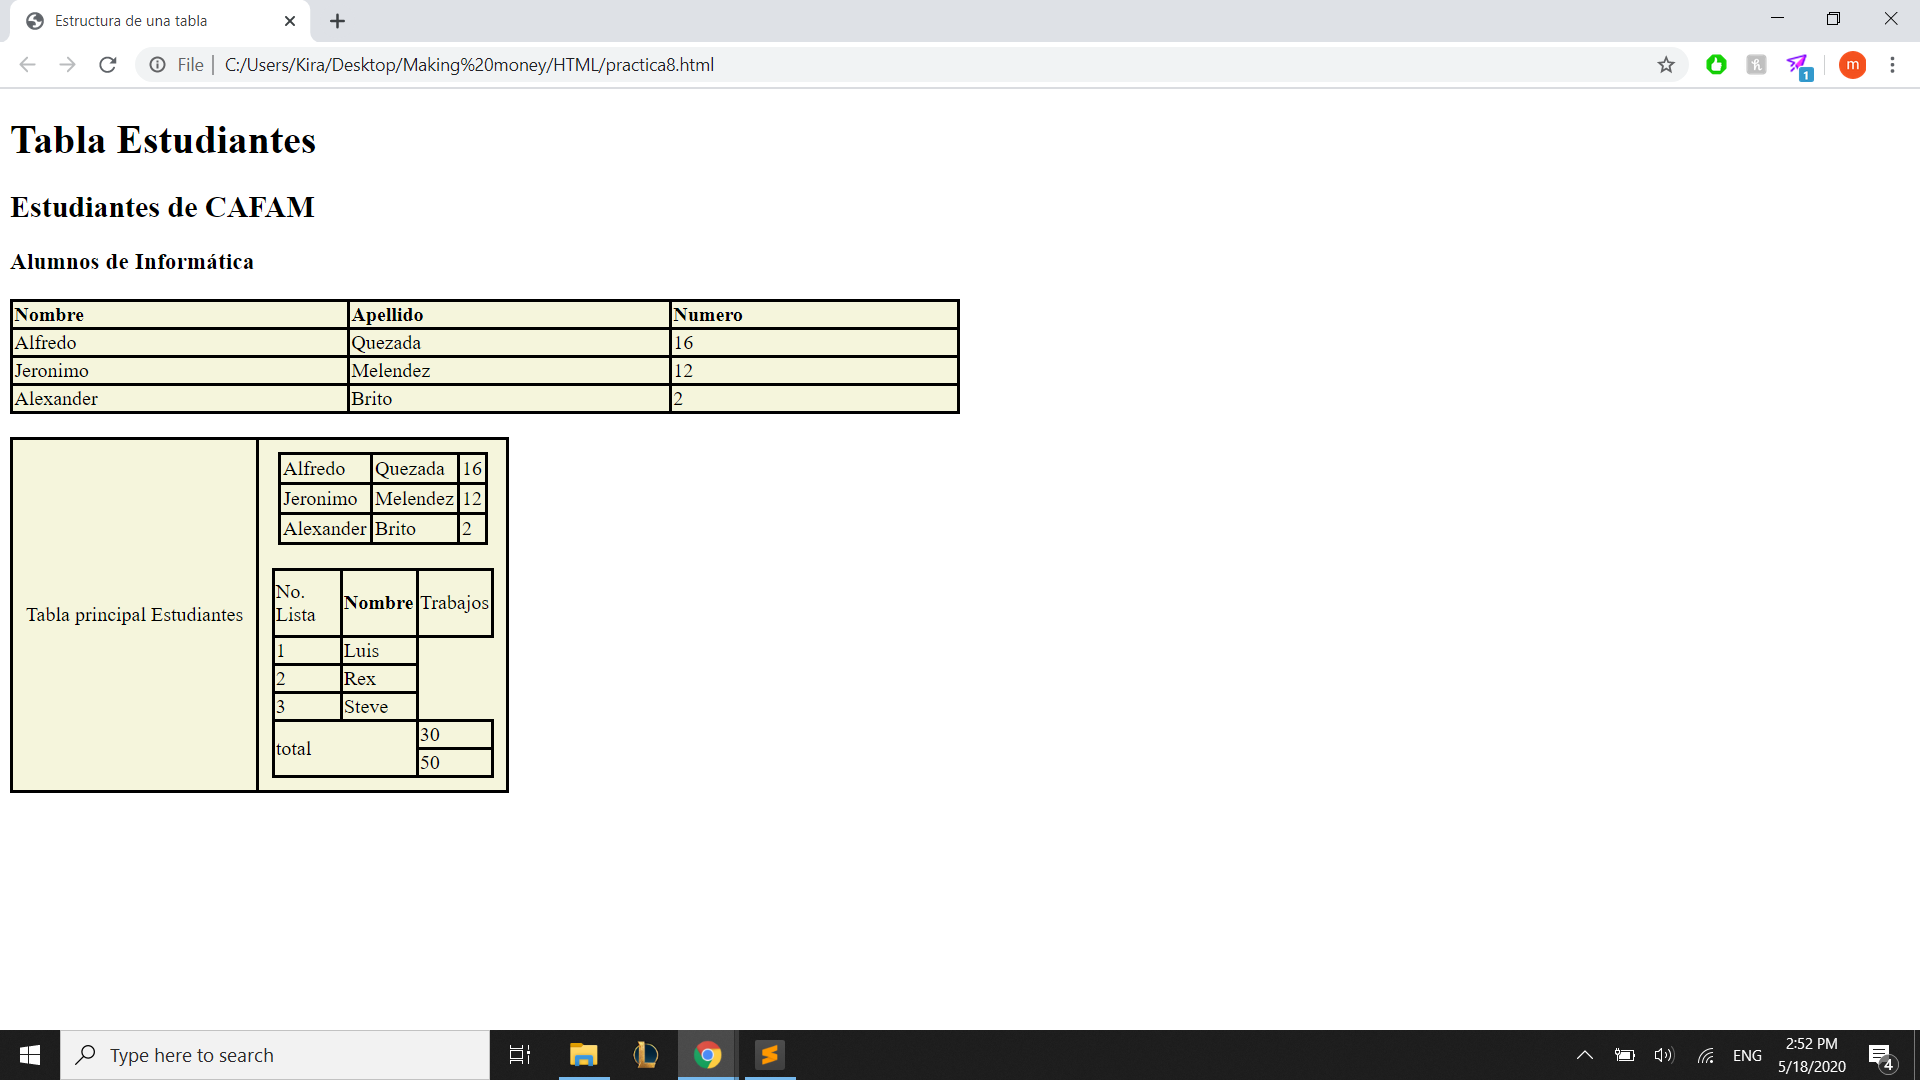 Estructura de una tabla
File | C:/Users/Kira/Desktop/Making%20money/HTML/practica8.html
1
m
Tabla Estudiantes
Estudiantes de CAFAM
Alumnos de Informática
Nombre Apellido Numero
Alfredo Quezada 16
Jeronimo Melendez 12
Alexander Brito 2
Tabla principal Estudiantes
Alfredo Quezada 16
Jeronimo Melendez 12
Alexander Brito 2
No. Lista Nombre Trabajos
1 Luis
2 Rex
3 Steve
total 30
50
Type here to search
ENG
2:52 PM
5/18/2020
4